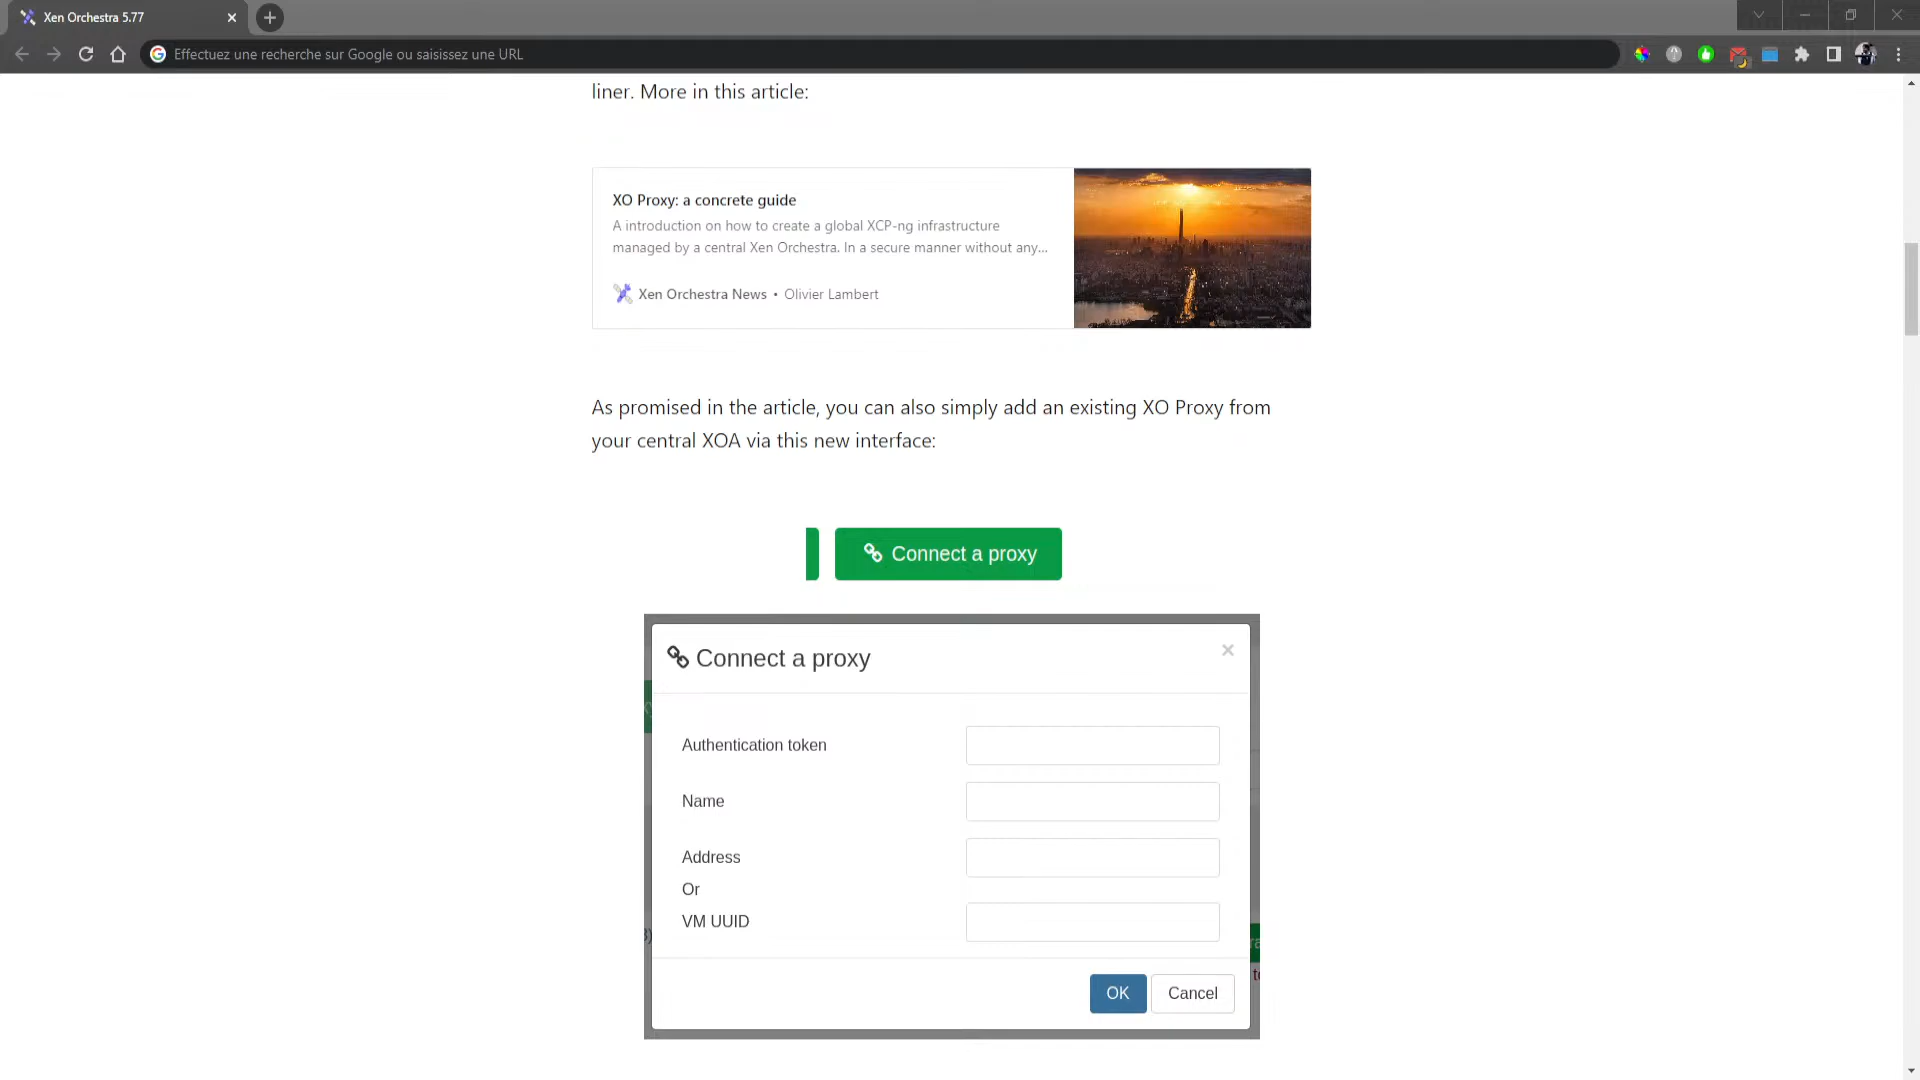 Xen Orchestra 5.77
Effectuez une recherche sur Google ou saisissez une URL
liner. More in this article:
XO Proxy: a concrete guide
A introduction on how to create a global XCP-ng infrastructure
managed by a central Xen Orchestra. In a secure manner without any...
Xen Orchestra News • Olivier Lambert
As promised in the article, you can also simply add an existing XO Proxy from
your central XOA via this new interface:
Connect a proxy
Connect a proxy
Authentication token
Name
Address
Or
VM UUID
OK Cancel